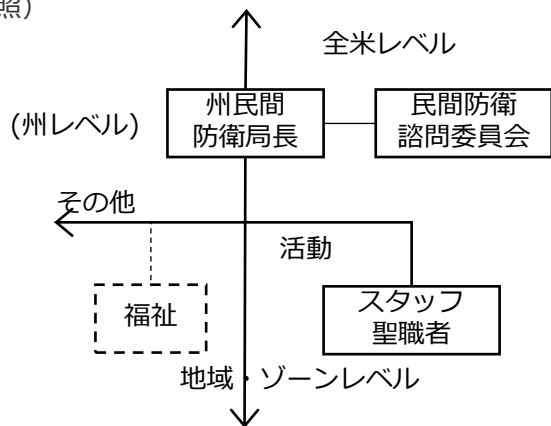 照）
全米レベル
(州レベル)
州民間
防衛局長
民間防衛
諮問委員会
その他
活動
福祉
スタッフ
聖職者
地域・ゾーンレベル